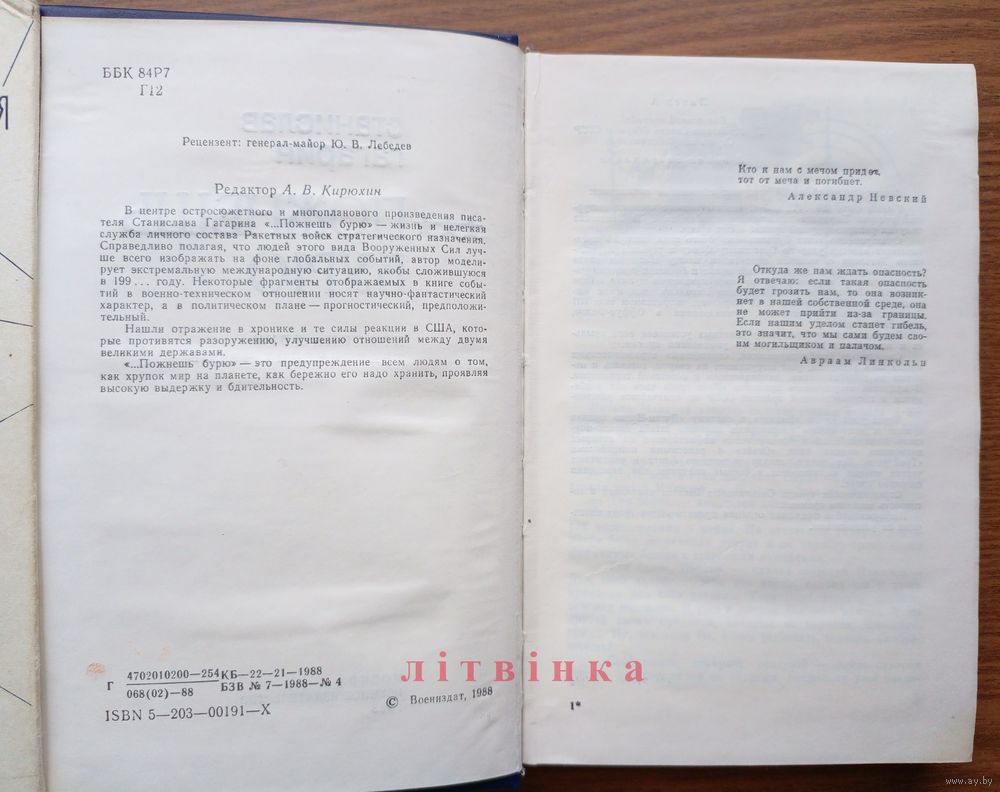 ББК 84Р7
Г12
Рецензент: генерал-майор Ю. В. Лебедев
Редактор А. В. Кирюхин
В центре остросюжетного и многопланового произведения писа-
теля Станислава Гагарина «...Пожнешь бурю» — жизнь и нелегкая
служба личного состава Ракетных войск стратегического назначения.
Справедливо полагая, что людей этого вида Вооруженных Сил луч-
ше всего изображать на фоне глобальных событий, автор модели-
рует экстремальную международную ситуацию, якобы сложившуюся
в 199... году. Некоторые фрагменты отображаемых в книге собы-
тий в военно-техническом отношении носят научно-фантастический
характер, а в политическом плане — прогностический, предположи-
тельный.
Нашли отражение в хронике и те силы реакции в США, кото-
рые противятся разоружению, улучшению отношений между двумя
великими державами.
«...Пожнешь бурю» — это предупреждение всем людям о том,
как хрупок мир на планете, как бережно его надо хранить, проявляя
высокую выдержку и бдительность.
Г 4702010200—254 КБ—22—21—1988
068(02)—88 БЗВ № 7—1988—№ 4
ISBN 5—203—00191—X
© Воениздат, 1988
Кто к нам с мечом придет,
тот от меча и погибнет.
Александр Невский
Откуда же нам ждать опасность?
Я отвечаю: если такая опасность
будет грозить нам, то она возник-
нет в нашей собственной среде, она
не может прийти из-за границы.
Если нашим уделом станет гибель,
это значит, что мы сами будем сво-
им могильщиком и палачом.
Авраам Линкольн
1*
літвінка
www.ay.by
Я
станислав
гагарин